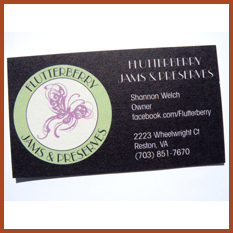 FLUTTERBERRY
JAMS & PRESERVES
FLUTTERBERRY
JAMS & PRESERVES
Shannon Welch
Owner
facebook.com/Flutterberry
2223 Wheelwright Ct
Reston, VA
(703) 851-7670